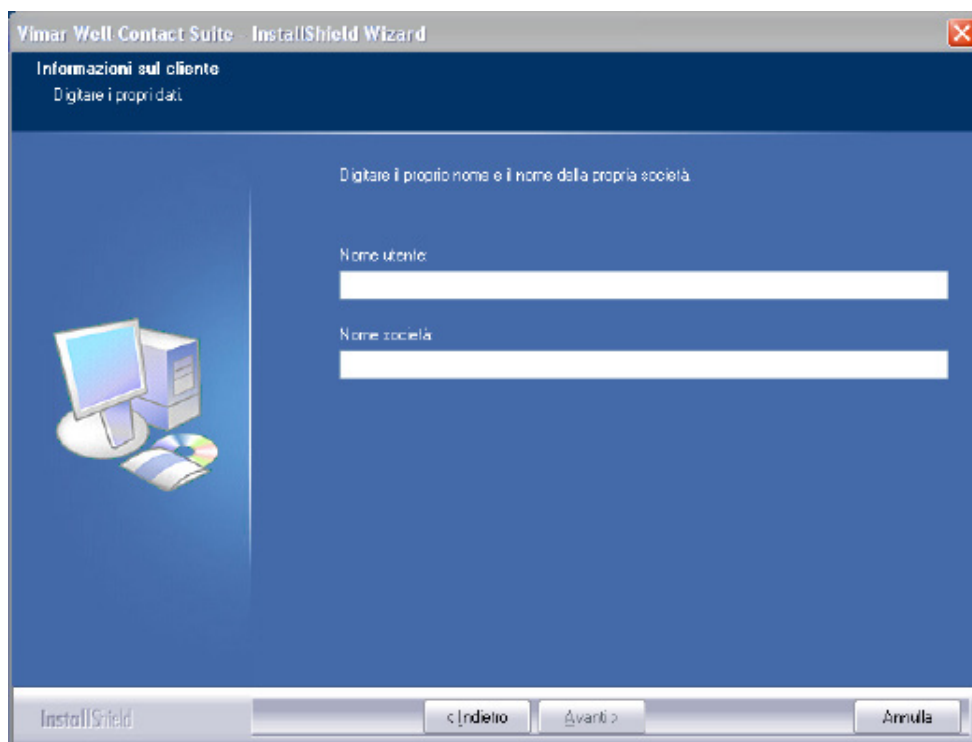 Vimar Well Contact Suite - InstallShield Wizard
Informazioni sul cliente
Digitare i propri dati.
Digitare il proprio nome e il nome della propria società.
Nome utente:
Nome società:
InstallShield
< Indietro
Avanti >
Annulla